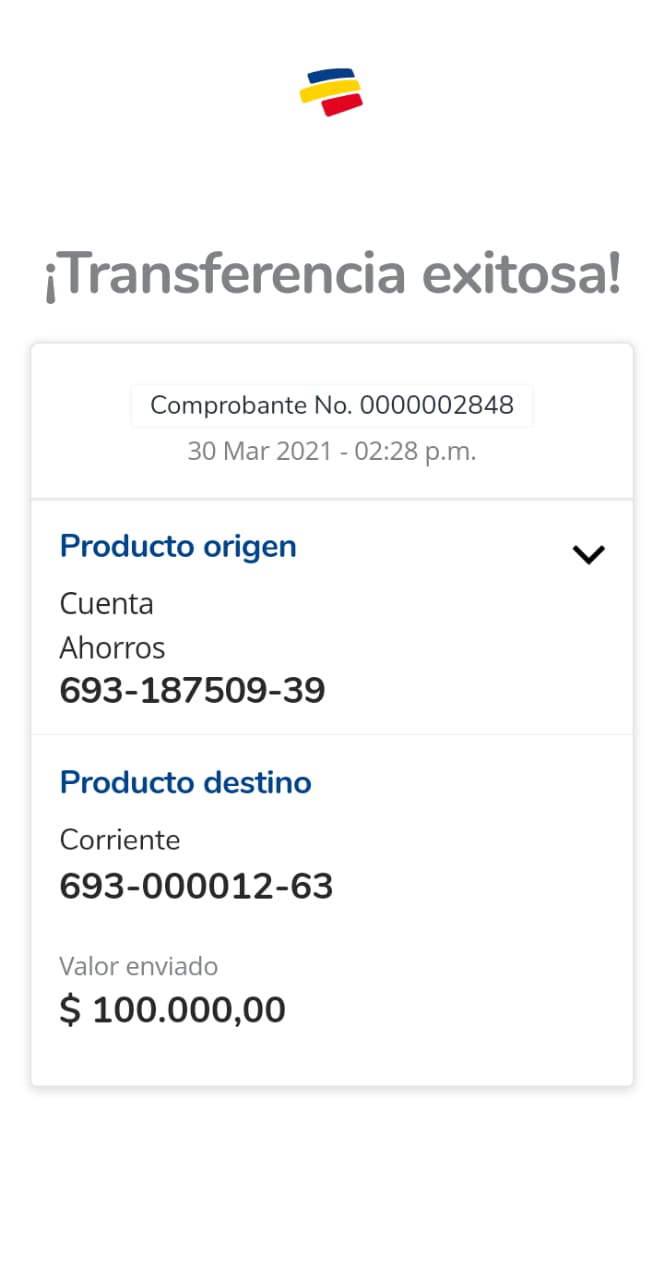 ¡Transferencia exitosa!
Comprobante No. 0000002848
30 Mar 2021 - 02:28 p.m.
Producto origen
Cuenta
Ahorros
693-187509-39
Producto destino
Corriente
693-000012-63
Valor enviado
$ 100.000,00